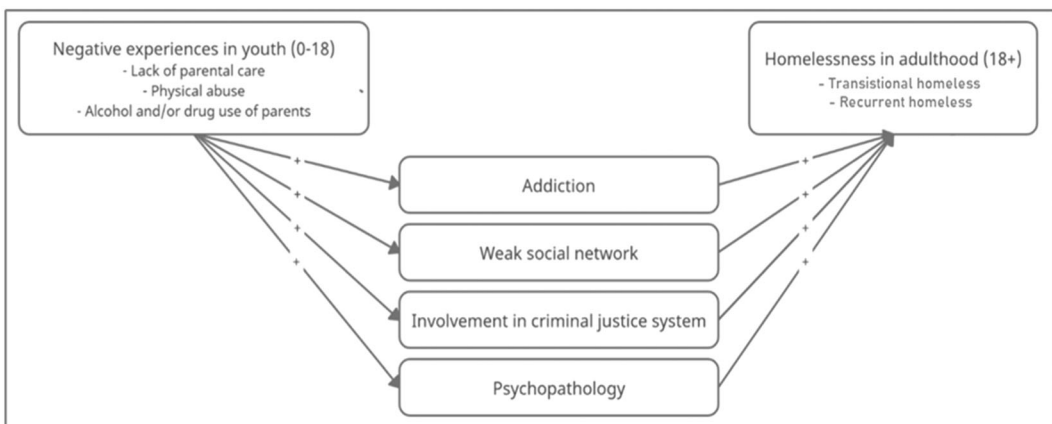 Negative experiences in youth (0-18)
- Lack of parental care
- Physical abuse
- Alcohol and/or drug use of parents
Homelessness in adulthood (18+)
- Transistional homeless
- Recurrent homeless
+
+
+
+
Addiction
Weak social network
Involvement in criminal justice system
Psychopathology
+
+
+
+